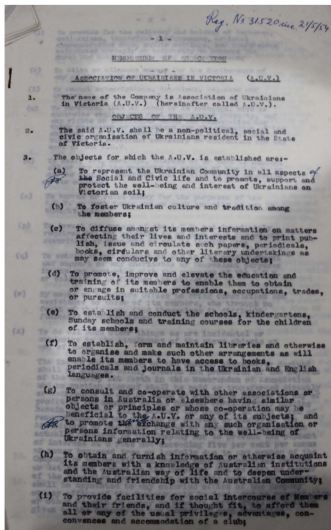 Reg. No 31520 24/5/54
- 1 -
MEMORANDUM OF ASSOCIATION
- of -
ASSOCIATION OF UKRAINIANS IN VICTORIA (A.U.V.)
1. The name of the Company is Association of Ukrainians
in Victoria (A.U.V.) (hereinafter called A.U.V.).
OBJECTS OF THE A.U.V.
2. The said A.U.V. shall be a non-political, social and
civic organisation of Ukrainians resident in the State
of Victoria.
3. The objects for which the A.U.V. is established are:-
(a) To represent the Ukrainian Community in all aspects of
the Social and Civic life and to promote, support and
protect the well-being and interest of Ukrainians on
Victoria soil;
(b) To foster Ukrainian culture and tradition among
the members;
(c) To diffuse amongst its members information on matters
affecting their lives and interests and to print pub-
lish, issue and circulate such papers, periodicals,
books, circulars and other literary undertakings as
may seem conducive to any of these objects;
(d) To promote, improve and elevate the education and
training of its members to enable them to obtain
or engage in suitable professions, occupations, trades,
or pursuits;
(e) To establish and conduct the schools, kindergartens,
Sunday schools and training courses for the children
of its members;
(f) To establish, form and maintain libraries and otherwise
to organise and make such other arrangements as will
enable its members to have access to books,
periodicals and journals in the Ukrainian and English
languages.
(g) To consult and co-operate with other associations or
persons in Australia or elsewhere having similar
objects or principles or whose co-operation may be
beneficial to the A.U.V. or any of its subjects; and
to promote the exchange with any such organisation or
persons information relating to the well-being of
Ukrainians generally;
(h) To obtain and furnish information or otherwise acquaint
its members with a knowledge of Australian institutions
and the Australian way of life and to deepen under-
standing and friendship with the Australian Community;
(i) To provide facilities for social intercourse of Members
and their friends, and if thought fit, to afford them
all or any of the usual privileges, advantages, con-
veniences and accommodation of a club;